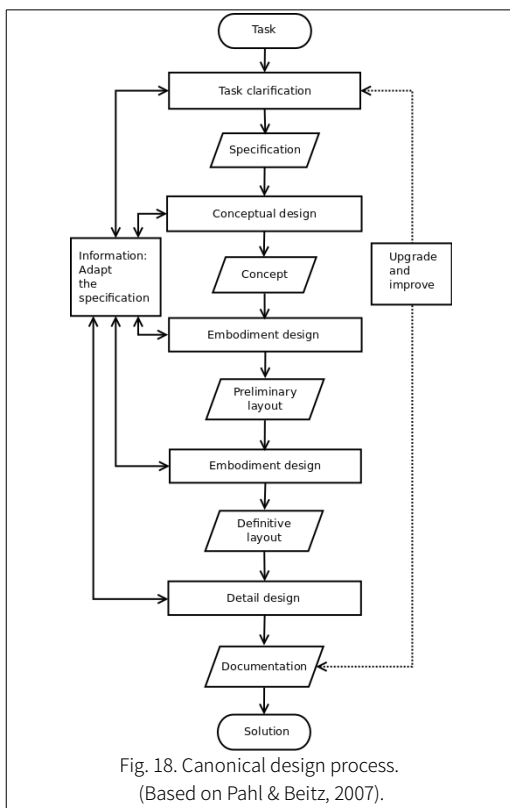 Task
Task clarification
Specification
Conceptual design
Information:
Adapt
the
specification
Concept
Upgrade
and
improve
Embodiment design
Preliminary
layout
Embodiment design
Definitive
layout
Detail design
Documentation
Solution
Fig. 18. Canonical design process.
(Based on Pahl & Beitz, 2007).